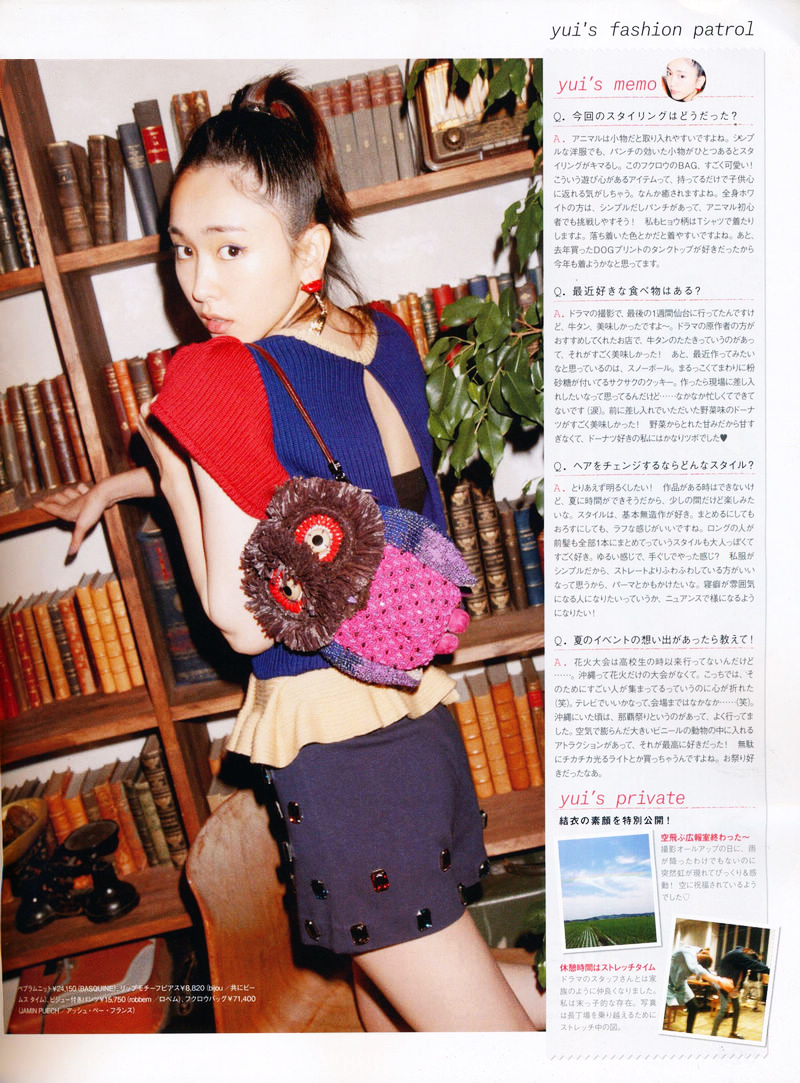 yui's fashion patrol
yui's memo
Q. 今回のスタイリングはどうだった？
A. アニマルは小物だと取り入れやすいですよね。シンプ
ルな洋服でも、パンチの効いた小物がひとつあるとスタ
イリングがキマるし。このフクロウのBAG、すごく可愛い！
こういう遊び心があるアイテムって、持ってるだけで子供心
に返れる気がしちゃう。なんか癒されますよね。全身ホワ
イトの方は、シンプルだしパンチがあって、アニマル初心
者でも挑戦しやすそう！　私もヒョウ柄はTシャツで着たり
しますよ。落ち着いた色とかだと着やすいですよね。あと、
去年買ったDOGプリントのタンクトップが好きだったから
今年も着ようかなと思ってます。
Q. 最近好きな食べ物はある？
A. ドラマの撮影で、最後の1週間仙台に行ってたんですけ
ど、牛タン、美味しかったですよ〜。ドラマの原作者の方が
おすすめしてくれたお店で、牛タンのたたきっていうのがあっ
て、それがすごく美味しかった！　あと、最近作ってみたい
なと思っているのは、スノーボール。まるっこくてまわりに粉
砂糖が付いてるサクサクのクッキー。作ったら現場に差し入
れしたいなって思ってるんだけど……なかなか忙しくてできて
ないです（涙）。前に差し入れでいただいた野菜味のドーナ
ツがすごく美味しかった！　野菜からとれた甘みだから甘す
ぎなくて、ドーナツ好きの私にはかなりツボでした♥
Q. ヘアをチェンジするならどんなスタイル？
A. とりあえず明るくしたい！　作品がある時はできないけ
ど、夏に時間ができそうだから、少しの間だけど楽しみた
いな。スタイルは、基本無造作が好き。まとめるにしても
おろすにしても、ラフな感じがいいですね。ロングの人が
前髪も全部1本にまとめてっていうスタイルも大人っぽくて
すごく好き。ゆるい感じで、手ぐしでやった感じ？　私服が
シンプルだから、ストレートよりふわふわしている方がいい
なって思うから、パーマとかもかけたいな。寝癖が雰囲気
になる人になりたいっていうか、ニュアンスで様になるよう
になりたい！
Q. 夏のイベントの想い出があったら教えて！
A. 花火大会は高校生の時以来行ってないんだけど
……。沖縄って花火だけの大会がなくて。こっちでは、そ
のためにすごい人が集まってるっていうのに心が折れた
（笑）。テレビでいいかなって、会場まではなかなか……（笑）。
沖縄にいた頃は、那覇祭りというのがあって、よく行ってま
した。空気で膨らんだ大きいビニールの動物の中に入れる
アトラクションがあって、それが最高に好きだった！　無駄
にチカチカ光るライトとか買っちゃうんですよね。お祭り好
きだったなあ。
yui's private
結衣の素顔を特別公開！
空飛ぶ広報室終わった〜
撮影オールアップの日に、雨
が降ったわけでもないのに
突然虹が現れてびっくり&感
動！ 空に祝福されているよう
でした♡
休憩時間はストレッチタイム
ドラマのスタッフさんとは家
族のように仲良くなりました。
私は末っ子的な存在。写真
は長丁場を乗り越えるために
ストレッチ中の図。
ペプラムニット¥24,150（BASQUINE）、リップモチーフピアス¥8,820（bijou／共にビー
ムス タイム）、ビジュー付きパンツ¥15,750（robbem／ロベム）、フクロウバッグ¥71,400
（JAMIN PUECH／アッシュ・ペー・フランス）